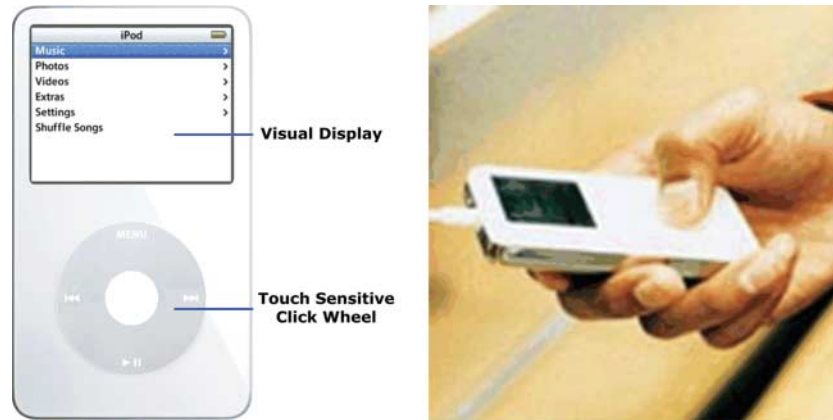 iPod
Music
Photos
Videos
Extras
Settings
Shuffle Songs
Visual Display
MENU
Touch Sensitive
Click Wheel